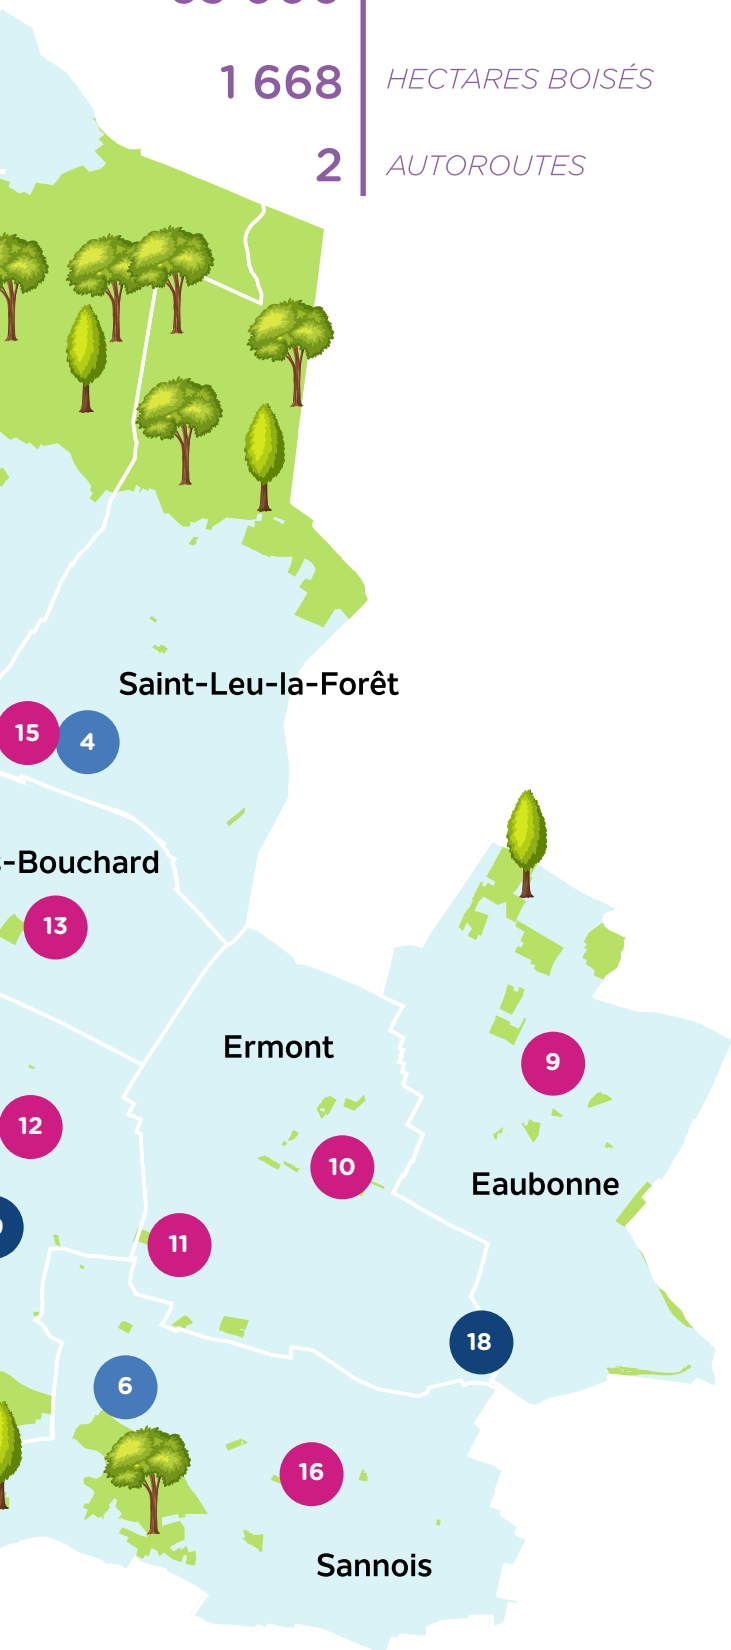 1 668 HECTARES BOISÉS
2 AUTOROUTES
Saint-Leu-la-Forêt
15 4
-Bouchard
13
Ermont
9
12
10
Eaubonne
11
18
6
16
Sannois